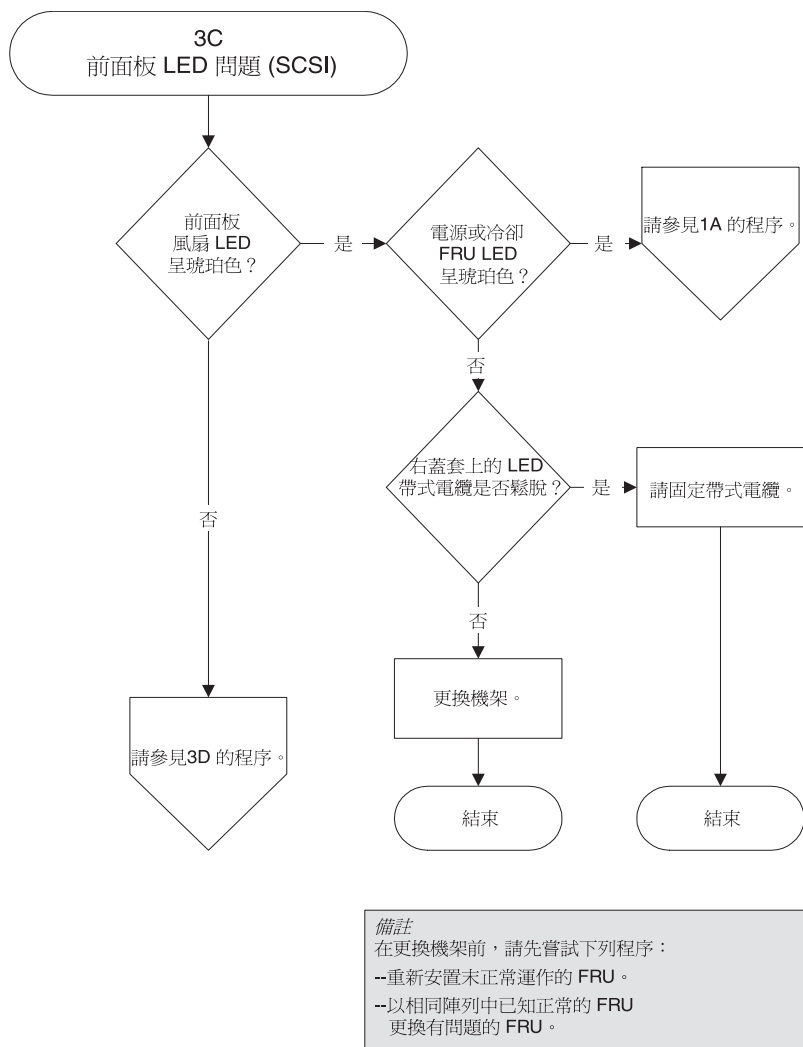 3C
前面板 LED 問題 (SCSI)
前面板
風扇 LED
呈琥珀色？
是
電源或冷卻
FRU LED
呈琥珀色？
是
請參見1A 的程序。
否
右蓋套上的 LED
帶式電纜是否鬆脫？
是
請固定帶式電纜。
否
否
更換機架。
請參見3D 的程序。
結束
結束
備註
在更換機架前，請先嘗試下列程序：
--重新安置末正常運作的 FRU。
--以相同陣列中已知正常的 FRU
更換有問題的 FRU。